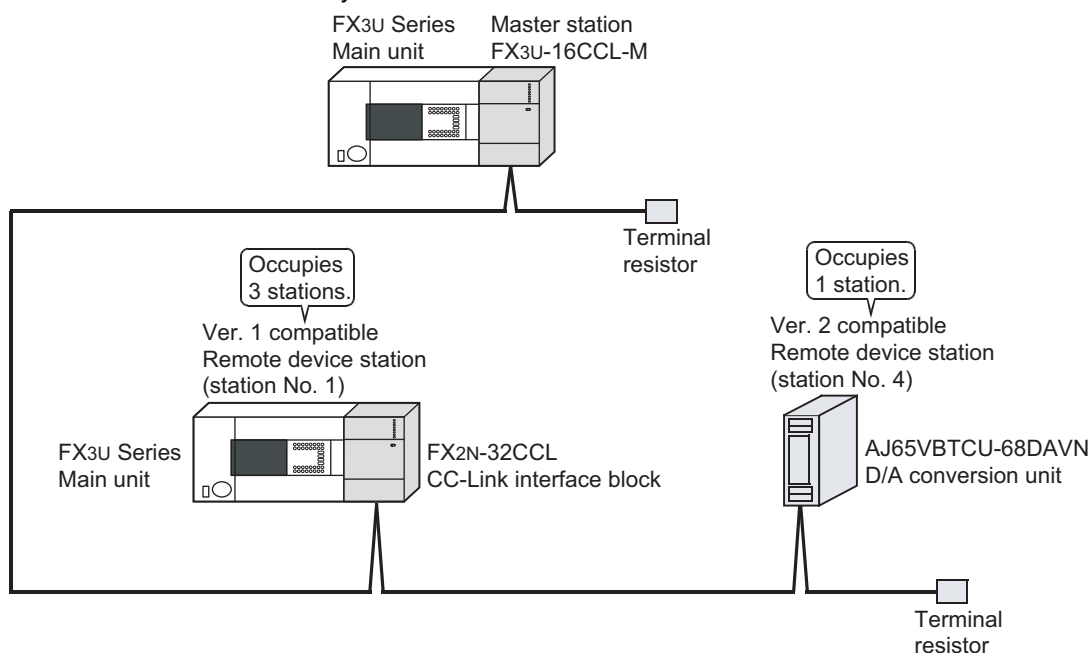 FX3U Series
Main unit
Master station
FX3U-16CCL-M
Terminal
resistor
Occupies
3 stations.
Ver. 1 compatible
Remote device station
(station No. 1)
FX3U Series
Main unit
FX2N-32CCL
CC-Link interface block
Occupies
1 station.
Ver. 2 compatible
Remote device station
(station No. 4)
AJ65VBTCU-68DAVN
D/A conversion unit
Terminal
resistor